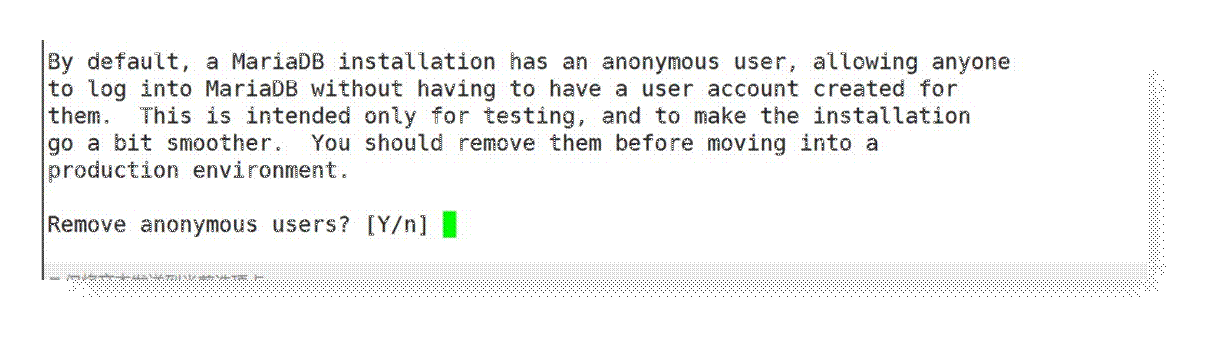 By default, a MariaDB installation has an anonymous user, allowing anyone
to log into MariaDB without having to have a user account created for
them.  This is intended only for testing, and to make the installation
go a bit smoother.  You should remove them before moving into a
production environment.
Remove anonymous users? [Y/n]